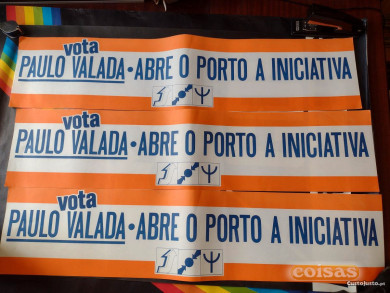 vota
PAULO VALADA • ABRE O PORTO A INICIATIVA
vota
PAULO VALADA • ABRE O PORTO A INICIATIVA
vota
PAULO VALADA • ABRE O PORTO A INICIATIVA
coisas
CustoJusto.pt